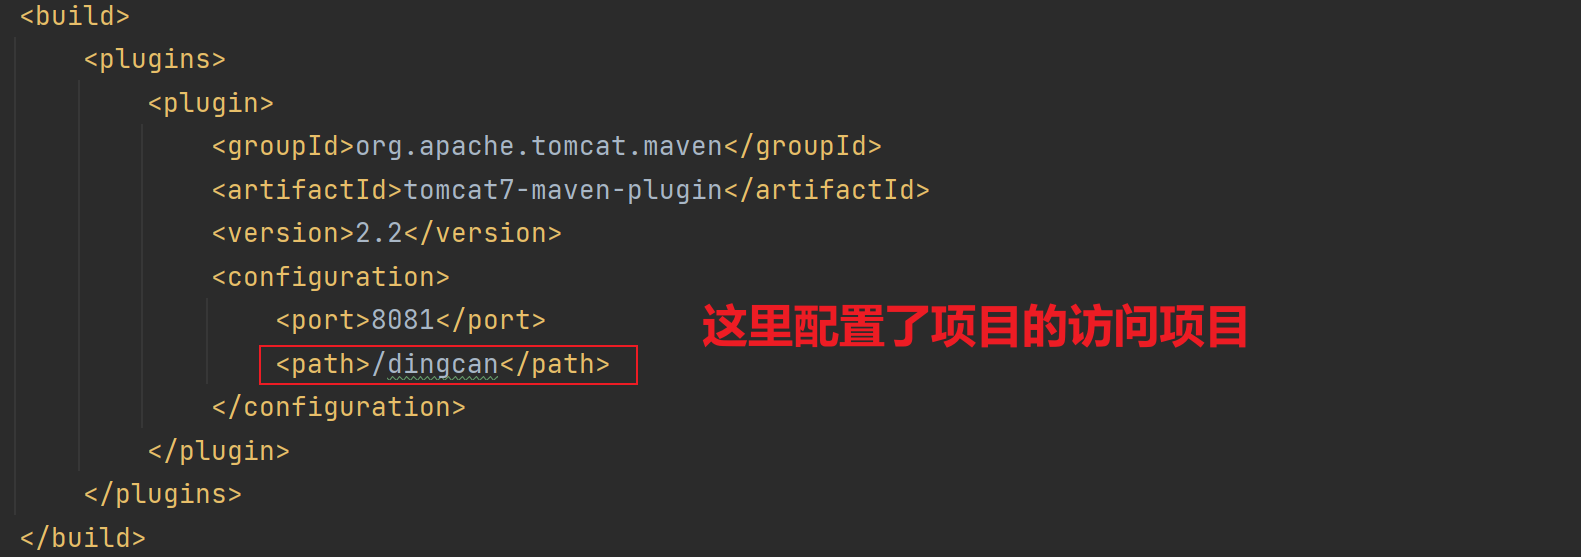 <build>
<plugins>
<plugin>
<groupId>org.apache.tomcat.maven</groupId>
<artifactId>tomcat7-maven-plugin</artifactId>
<version>2.2</version>
<configuration>
<port>8081</port>
这里配置了项目的访问项目
<path>/dingcan</path>
</configuration>
</plugin>
</plugins>
</build>